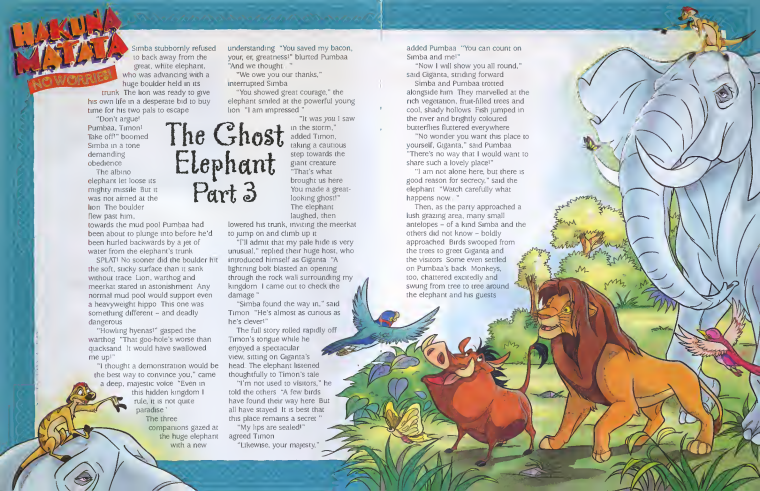 HAKUNA
MATATA
NO WORRIES!
The Ghost
Elephant
Part 3
Simba stubbornly refused
to back away from the
great, white elephant,
who was advancing with a
huge boulder held in its
trunk. The lion was ready to give
his own life in a desperate bid to buy
time for his two pals to escape.
"Don't argue!
Pumbaa, Timon!
Take off!" boomed
Simba in a tone
demanding
obedience.
The albino
elephant let loose its
mighty missile. But it
was not aimed at the
lion. The boulder
flew past him,
towards the mud pool Pumbaa had
been about to plunge into before he'd
been hurled backwards by a jet of
water from the elephant's trunk.
SPLAT! No sooner did the boulder hit
the soft, sticky surface than it sank
without trace. Lion, warthog and
meerkat stared in astonishment. Any
normal mud pool would support even
a heavyweight hippo. This one was
something different – and deadly
dangerous.
"Howling hyenas!" gasped the
warthog. "That goo-hole's worse than
quicksand. It would have swallowed
me up!"
"I thought a demonstration would be
the best way to convince you," came
a deep, majestic voice. "Even in
this hidden kingdom I
rule, it is not quite
paradise."
The three
companions gazed at
the huge elephant
with a new
understanding. "You saved my bacon,
your, er, greatness!" blurted Pumbaa.
"And we thought..."
"We owe you our thanks,"
interrupted Simba.
"You showed great courage," the
elephant smiled at the powerful young
lion. "I am impressed."
"It was you I saw
in the storm,"
added Timon,
taking a cautious
step towards the
giant creature.
"That's what
brought us here.
You made a great-
looking ghost!"
The elephant
laughed, then
lowered his trunk, inviting the meerkat
to jump on and climb up it.
"I'll admit that my pale hide is very
unusual," replied their huge host, who
introduced himself as Giganta. "A
lightning bolt blasted an opening
through the rock wall surrounding my
kingdom. I came out to check the
damage."
"Simba found the way in," said
Timon. "He's almost as curious as
he's clever!"
The full story rolled rapidly off
Timon's tongue while he
enjoyed a spectacular
view, sitting on Giganta's
head. The elephant listened
thoughtfully to Timon's tale.
"I'm not used to visitors," he
told the others. "A few birds
have found their way here. But
all have stayed. It is best that
this place remains a secret."
"My lips are sealed!"
agreed Timon.
"Likewise, your majesty,"
added Pumbaa. "You can count on
Simba and me!"
"Now I will show you all round,"
said Giganta, striding forward.
Simba and Pumbaa trotted
alongside him. They marvelled at the
rich vegetation, fruit-filled trees and
cool, shady hollows. Fish jumped in
the river and brightly coloured
butterflies fluttered everywhere.
"No wonder you want this place to
yourself, Giganta," said Pumbaa.
"There's no way that I would want to
share such a lovely place!"
"I am not alone here, but there is
good reason for secrecy," said the
elephant. "Watch carefully what
happens now..."
Then, as the party approached a
lush grazing area, many small
antelopes – of a kind Simba and the
others did not know – boldly
approached. Birds swooped from
the trees to greet Giganta and
the visitors. Some even settled
on Pumbaa's back. Monkeys,
too, chattered excitedly and
swung from tree to tree around
the elephant and his guests.